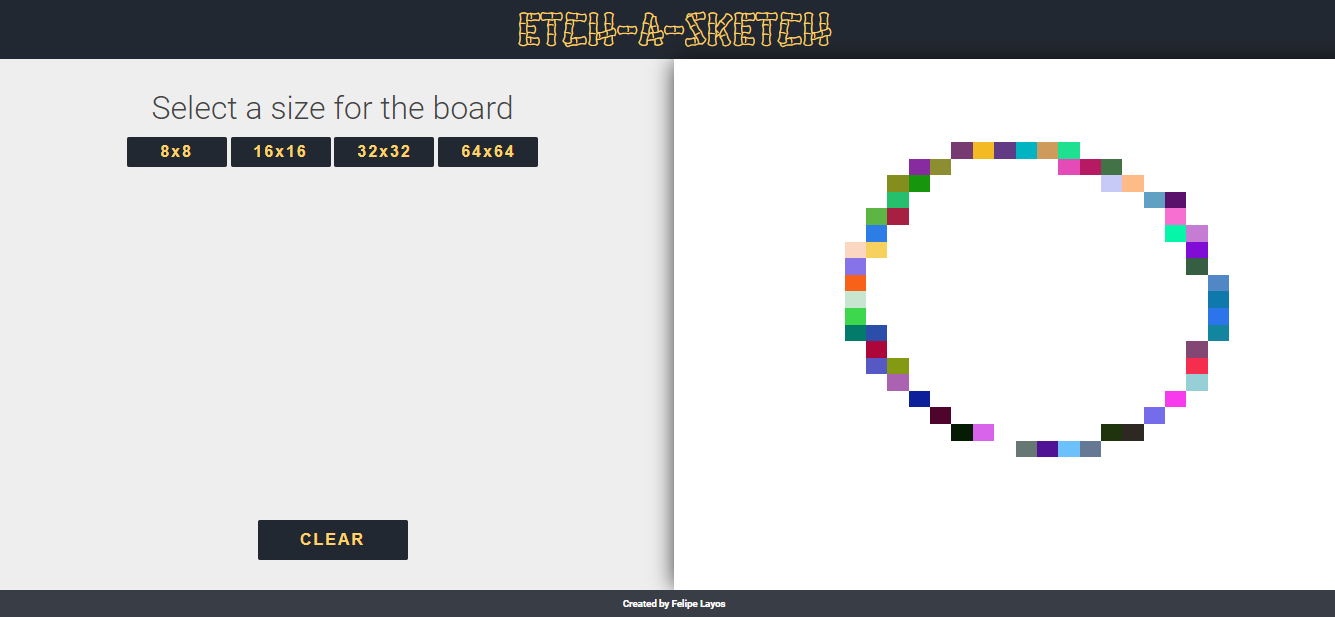 ETCH-A-SKETCH
Select a size for the board
8x8 16x16 32x32 64x64
CLEAR
Created by Felipe Layos